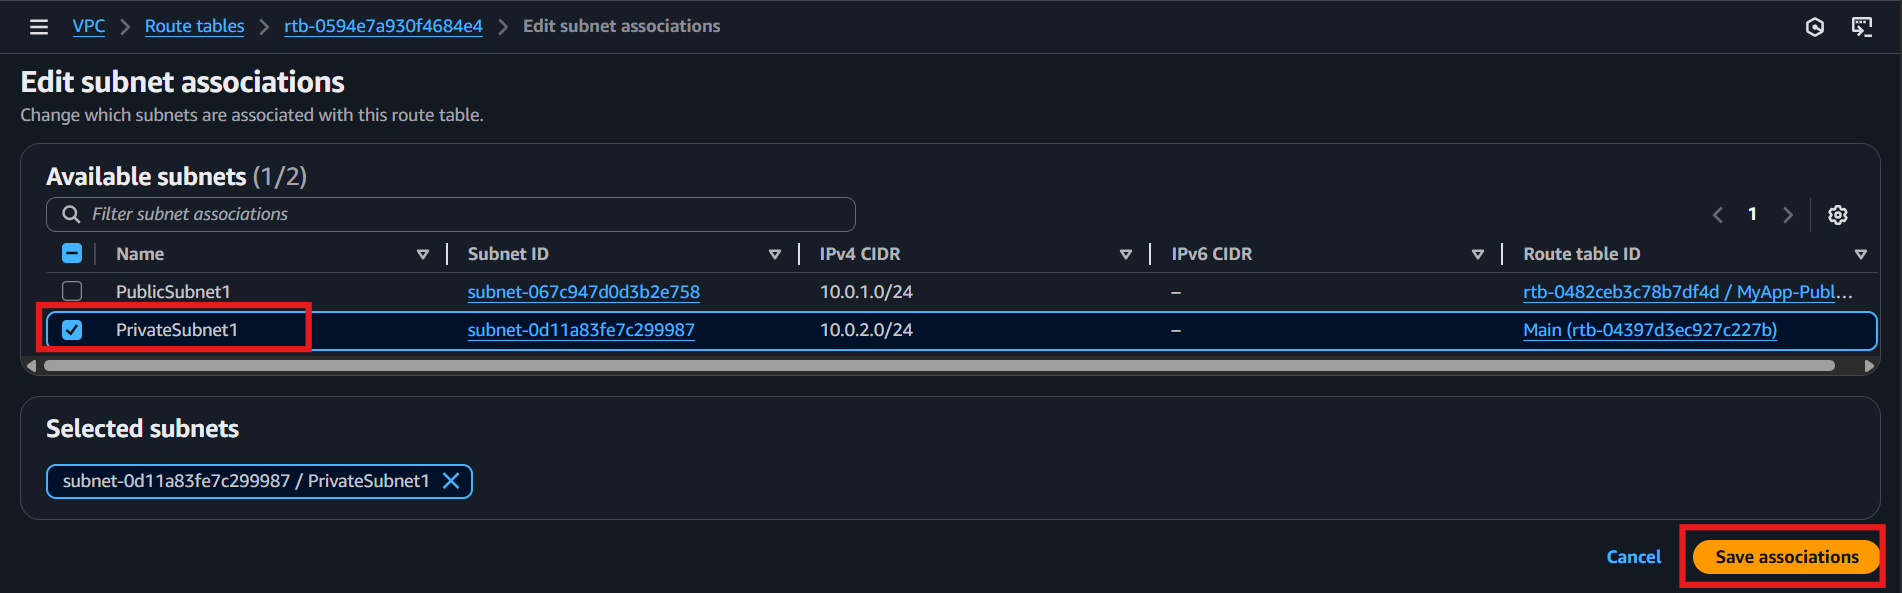 VPC > Route tables > rtb-0594e7a930f4684e4 > Edit subnet associations
Edit subnet associations
Change which subnets are associated with this route table.
Available subnets (1/2)
Filter subnet associations
1
Name Subnet ID IPv4 CIDR IPv6 CIDR Route table ID
PublicSubnet1 subnet-067c947d0d3b2e758 10.0.1.0/24 – rtb-0482ceb3c78b7df4d / MyApp-Publ...
PrivateSubnet1 subnet-0d11a83fe7c299987 10.0.2.0/24 – Main (rtb-04397d3ec927c227b)
Selected subnets
subnet-0d11a83fe7c299987 / PrivateSubnet1
Cancel Save associations